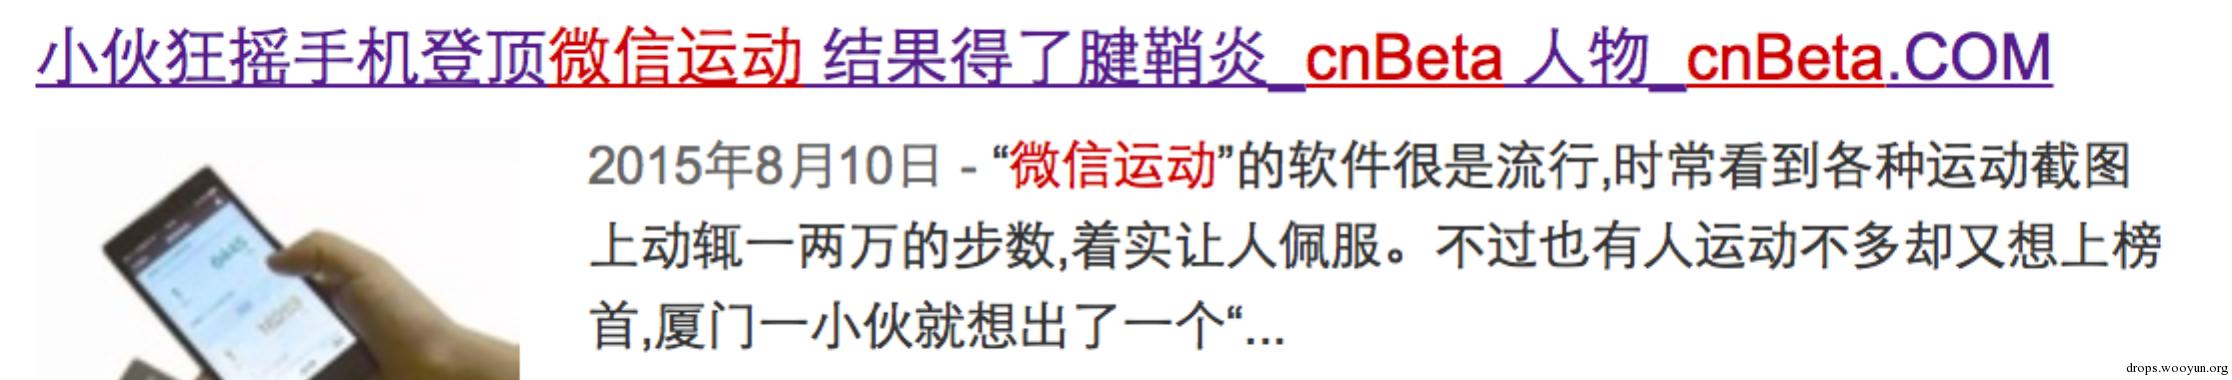 小伙狂摇手机登顶微信运动 结果得了腱鞘炎_cnBeta 人物_cnBeta.COM
2015年8月10日 - “微信运动”的软件很是流行,时常看到各种运动截图
上动辄一两万的步数,着实让人佩服。不过也有人运动不多却又想上榜
首,厦门一小伙就想出了一个“...
drops.wooyun.org